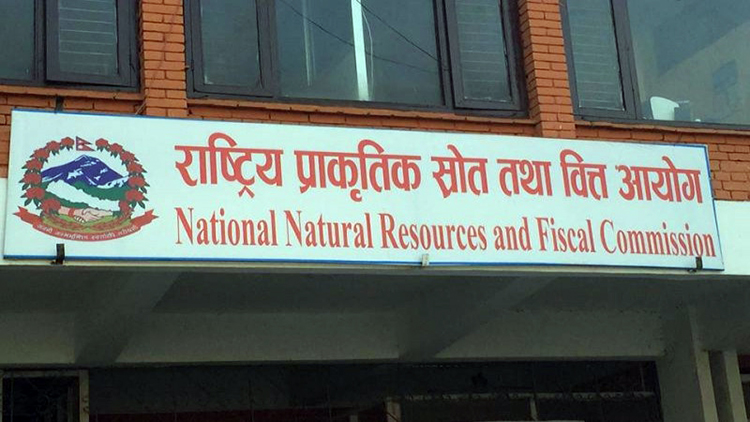 राष्ट्रिय प्राकृतिक स्रोत तथा वित्त आयोग
National Natural Resources and Fiscal Commission